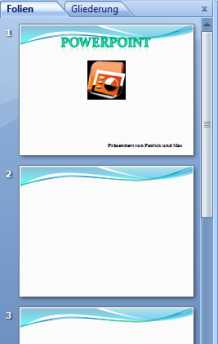 Folien
Gliederung
x
1
POWERPOINT
Präsentiert von Patrick und Max
2
3